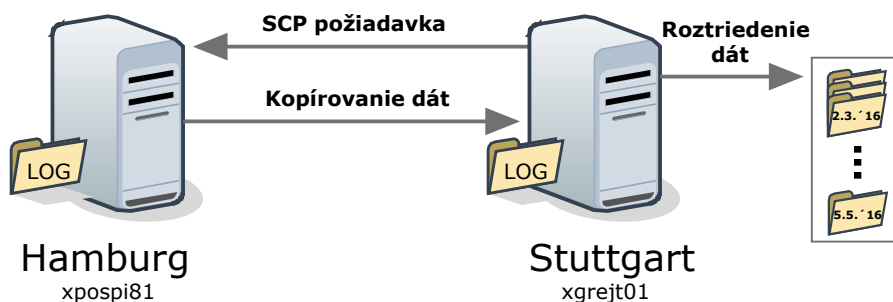 SCP požiadavka
Roztriedenie
dát
Kopírovanie dát
2.3.´16
LOG
LOG
5.5.´16
Hamburg
Stuttgart
xpospi81
xgrejt01